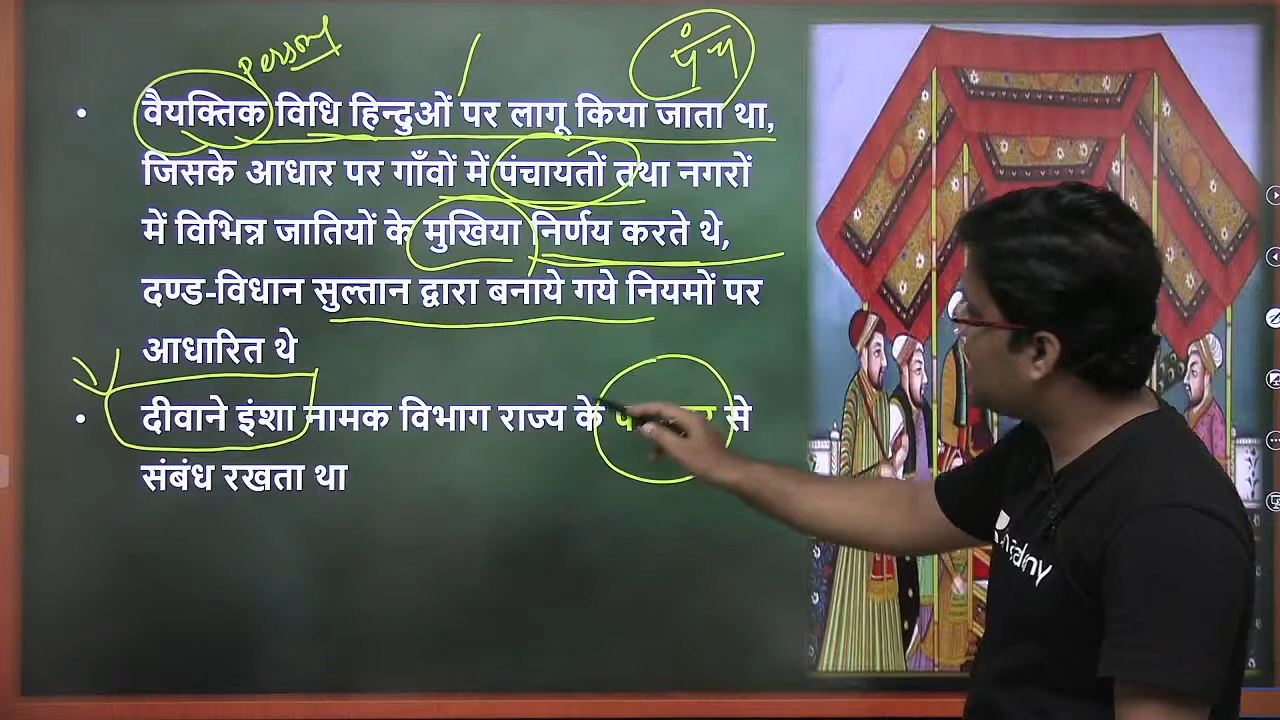 person
पंच
• वैयक्तिक विधि हिन्दुओं पर लागू किया जाता था,
जिसके आधार पर गाँवों में पंचायतों तथा नगरों
में विभिन्न जातियों के मुखिया निर्णय करते थे,
दण्ड-विधान सुल्तान द्वारा बनाये गये नियमों पर
आधारित थे
• दीवाने इंशा नामक विभाग राज्य के से
संबंध रखता था